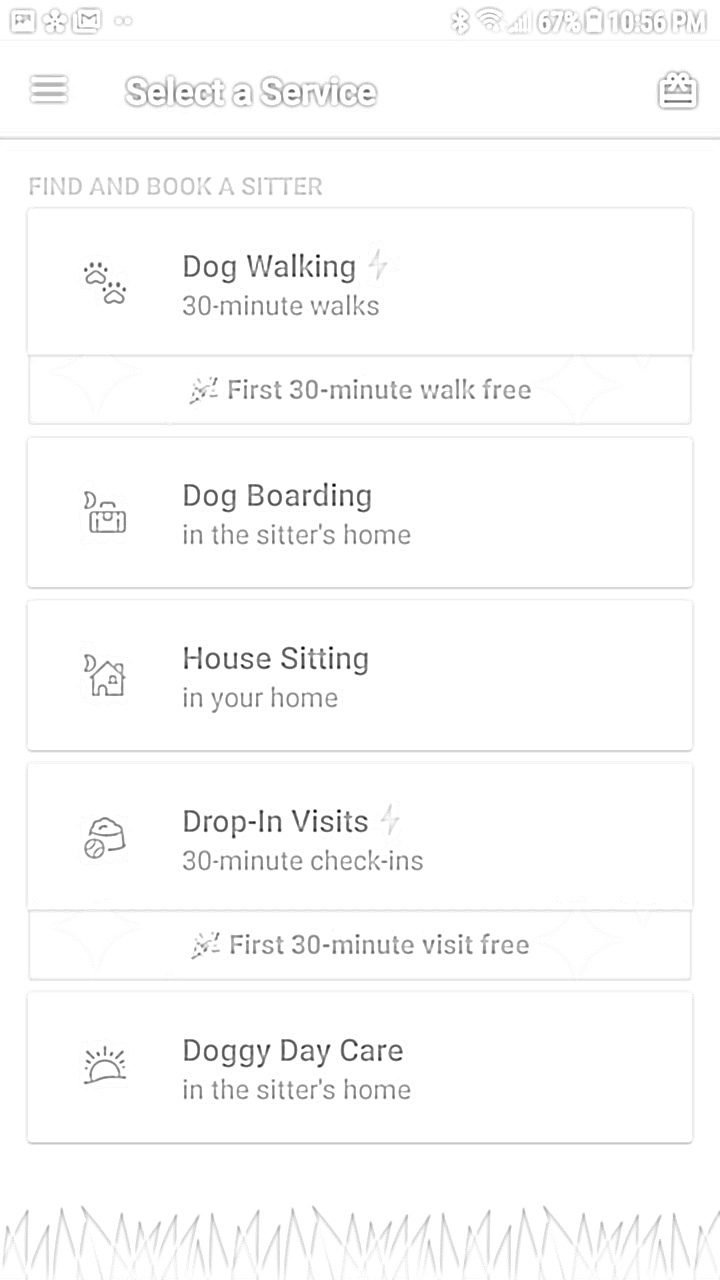 67% 10:56 PM
Select a Service
FIND AND BOOK A SITTER
Dog Walking
30-minute walks
First 30-minute walk free
Dog Boarding
in the sitter's home
House Sitting
in your home
Drop-In Visits
30-minute check-ins
First 30-minute visit free
Doggy Day Care
in the sitter's home